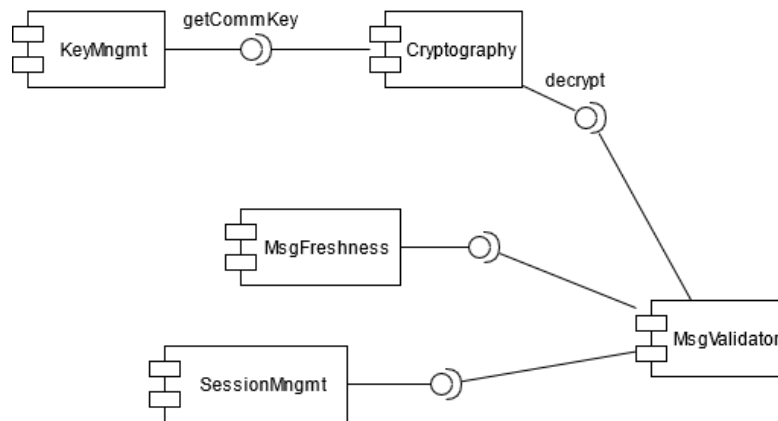 getCommKey
KeyMngmt
Cryptography
decrypt
MsgFreshness
MsgValidator
SessionMngmt